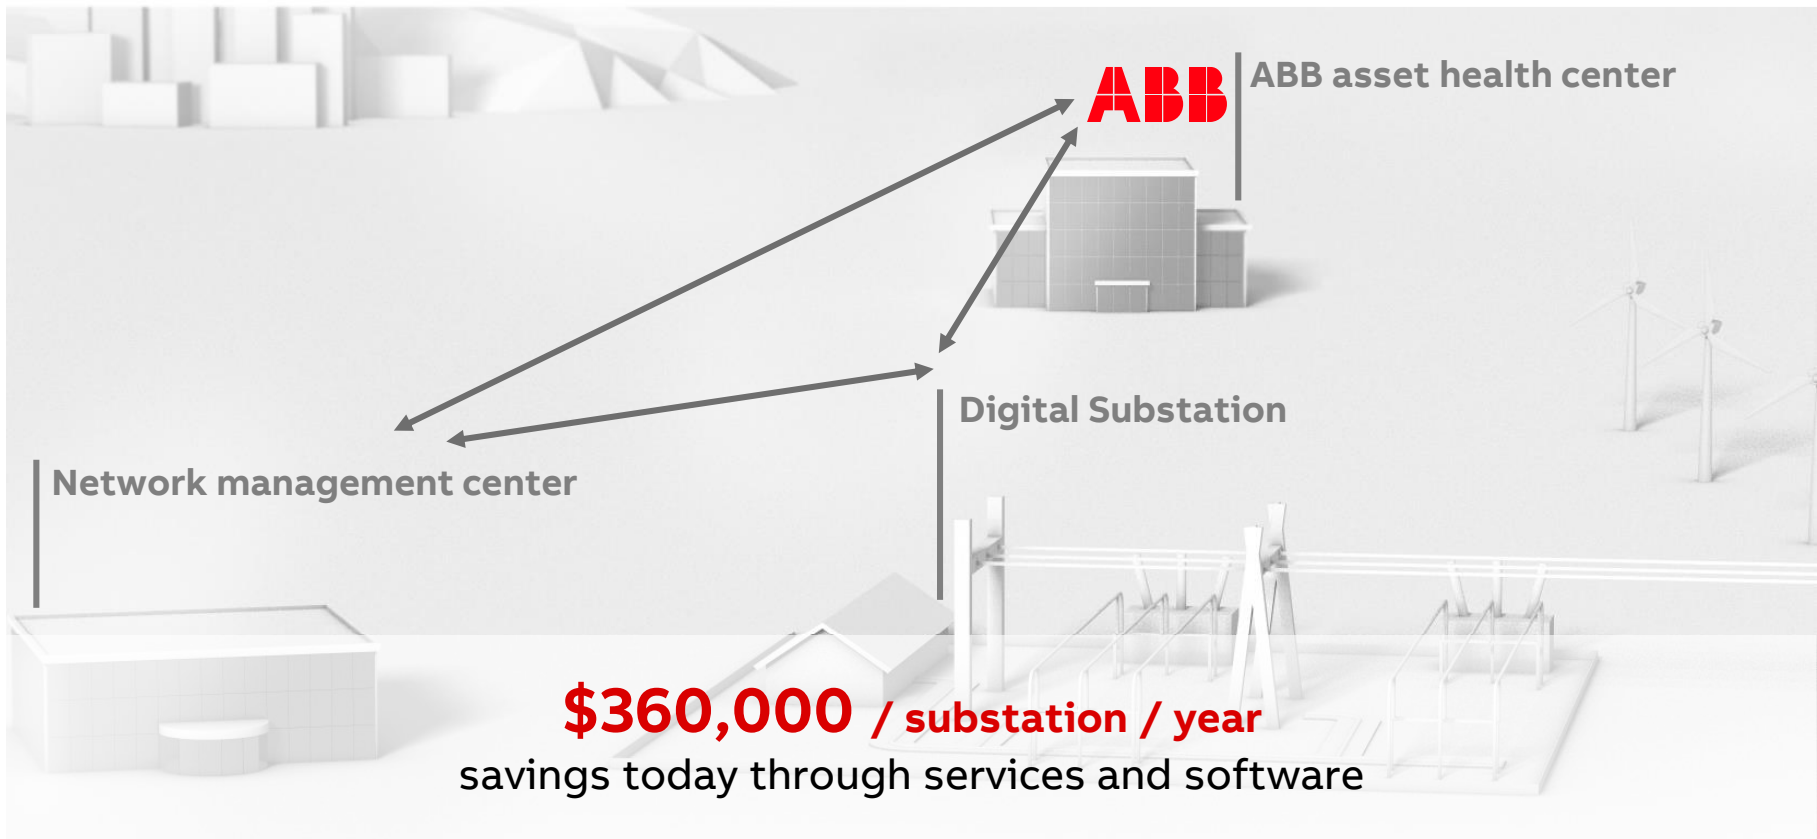 ABB
ABB asset health center
Digital Substation
Network management center
$360,000 / substation / year
savings today through services and software